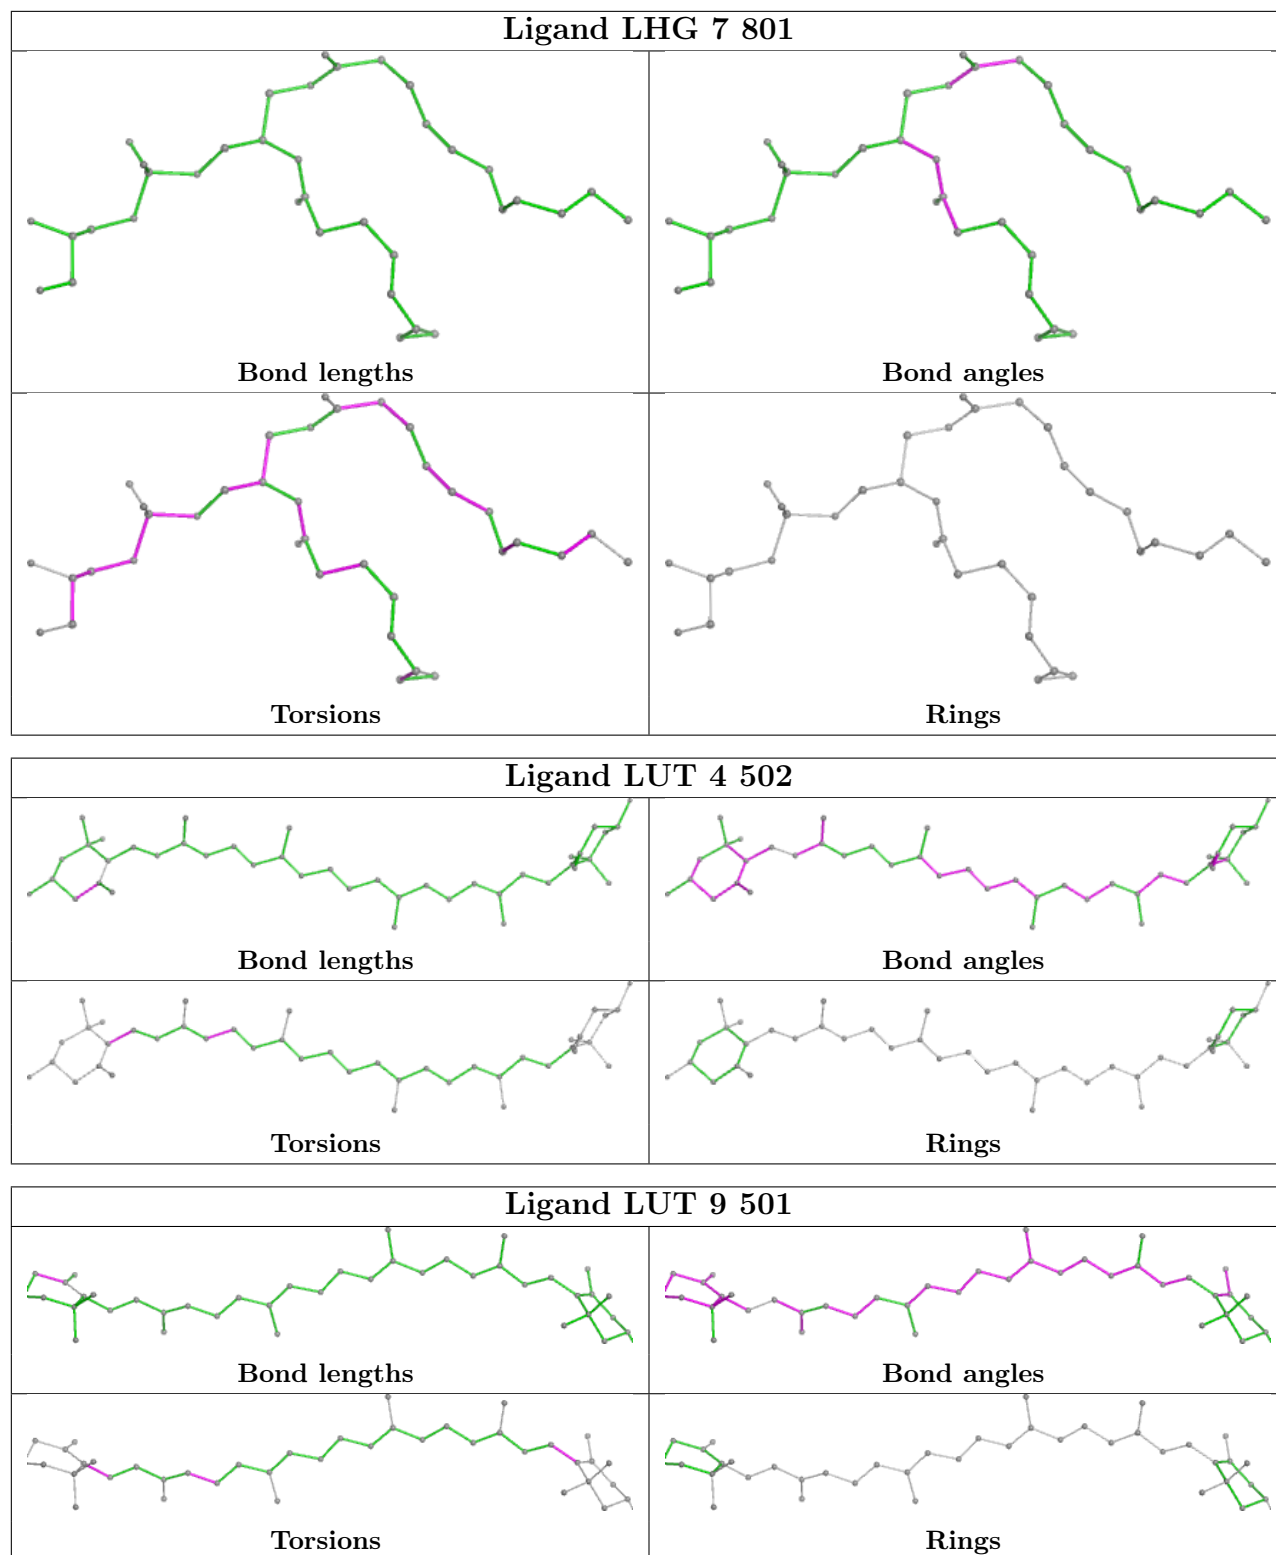 Ligand LHG 7 801
Bond lengths
Bond angles
Torsions
Rings
Ligand LUT 4 502
Bond lengths
Bond angles
Torsions
Rings
Ligand LUT 9 501
Bond lengths
Bond angles
Torsions
Rings